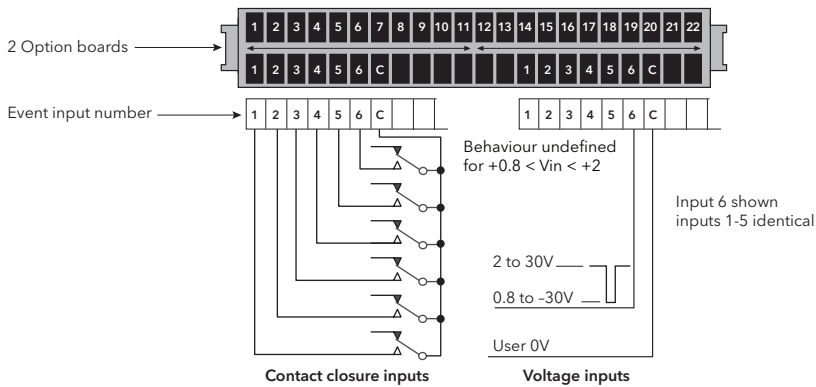 1 2 3 4 5 6 7 8 9 10 11 12 13 14 15 16 17 18 19 20 21 22
2 Option boards
1 2 3 4 5 6 C 1 2 3 4 5 6 C
Event input number
1 2 3 4 5 6 C
1 2 3 4 5 6 C
Behaviour undefined
for +0.8 < Vin < +2
Input 6 shown
inputs 1-5 identical
2 to 30V
0.8 to –30V
User 0V
Contact closure inputs
Voltage inputs